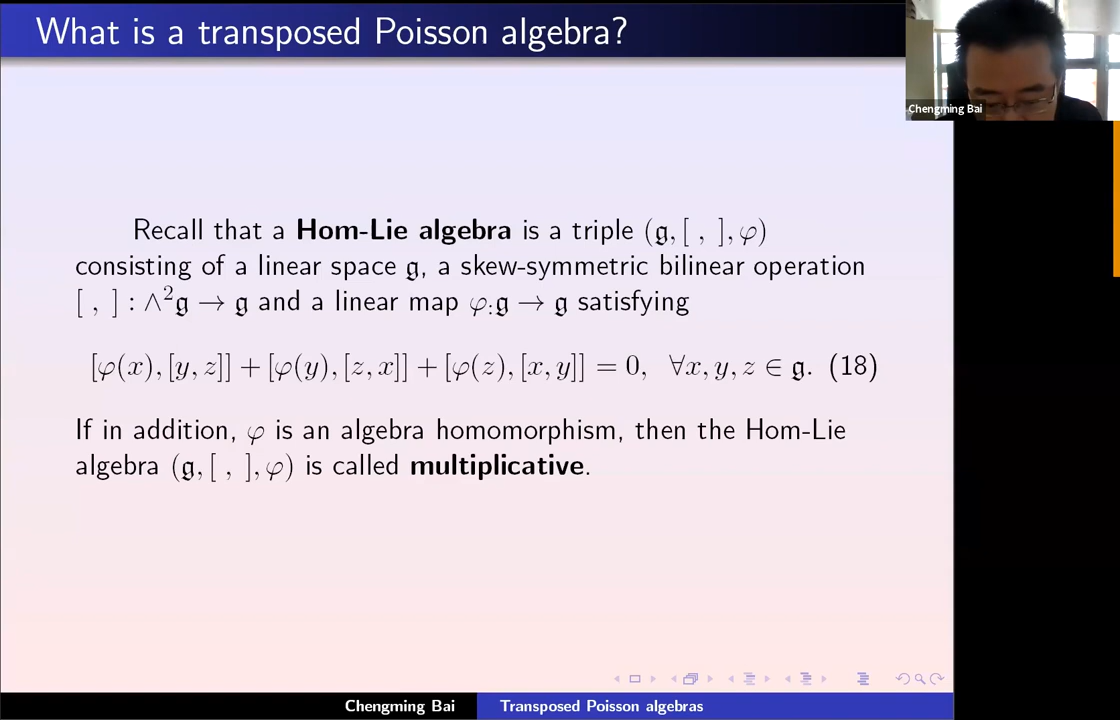 What is a transposed Poisson algebra?
Chengming Bai
Recall that a Hom-Lie algebra is a triple (𝔤, [ , ], φ)
consisting of a linear space 𝔤, a skew-symmetric bilinear operation
[ , ] : ∧²𝔤 → 𝔤 and a linear map φ:𝔤 → 𝔤 satisfying
[φ(x), [y, z]] + [φ(y), [z, x]] + [φ(z), [x, y]] = 0, ∀x, y, z ∈ 𝔤. (18)
If in addition, φ is an algebra homomorphism, then the Hom-Lie
algebra (𝔤, [ , ], φ) is called multiplicative.
Chengming Bai
Transposed Poisson algebras